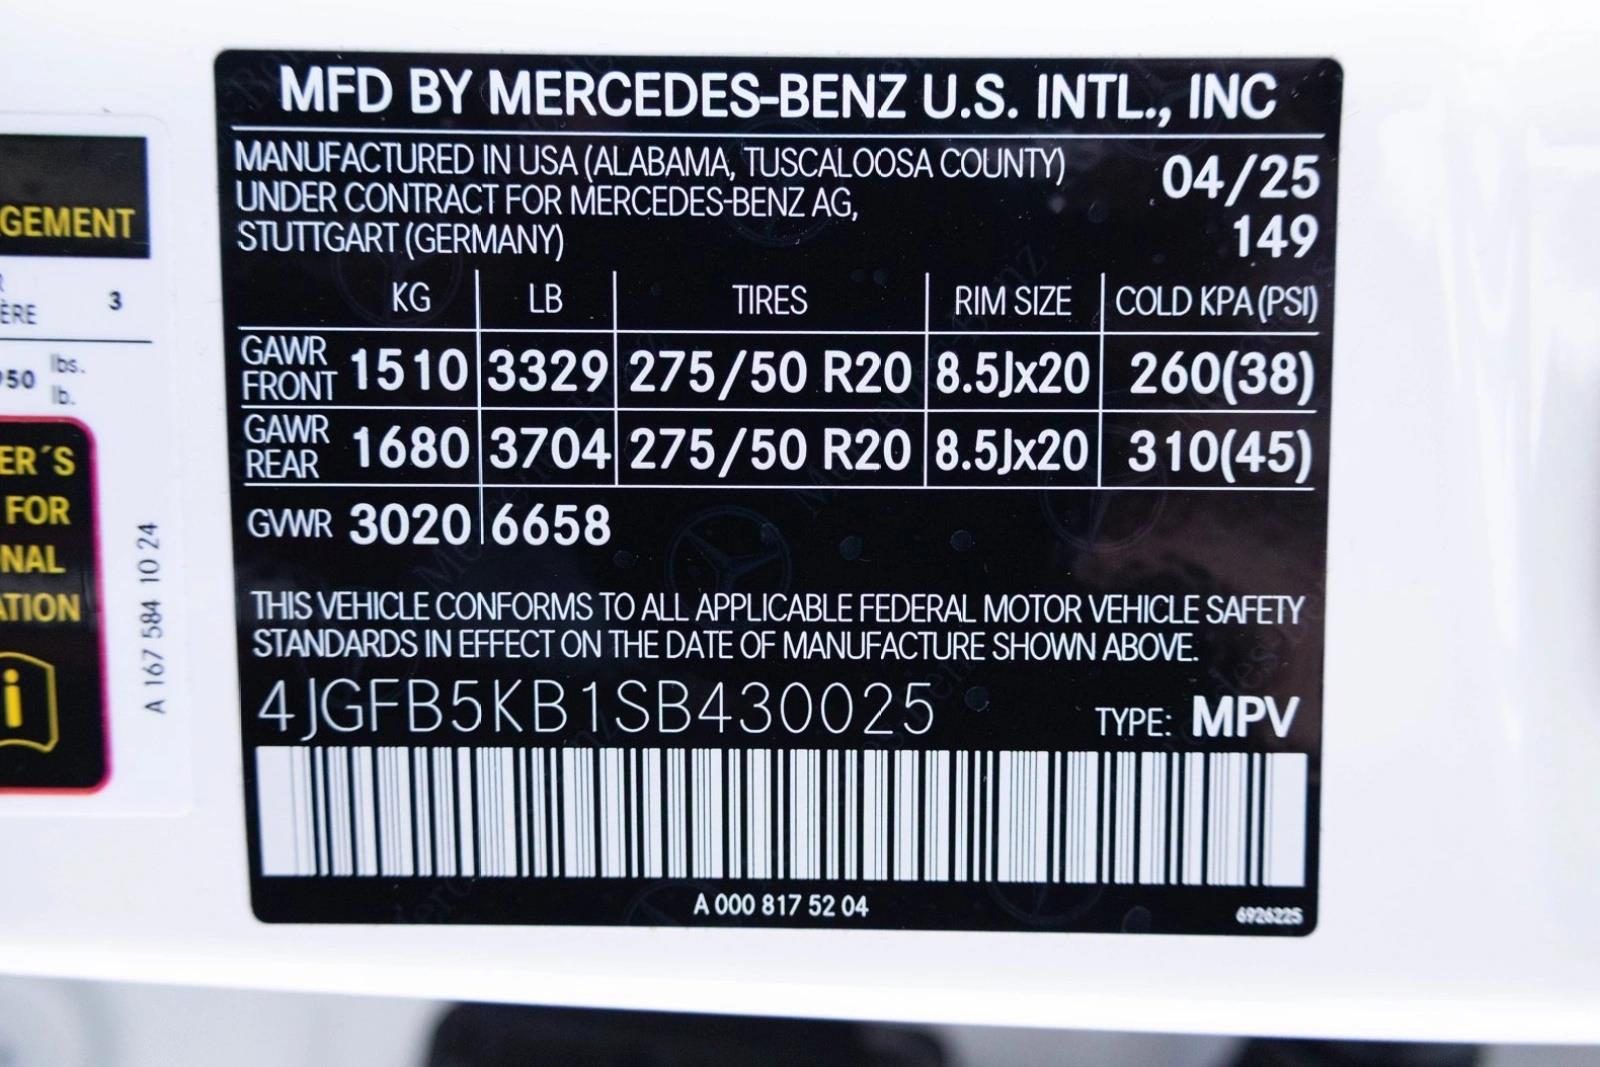 MFD BY MERCEDES-BENZ U.S. INTL., INC
MANUFACTURED IN USA (ALABAMA, TUSCALOOSA COUNTY)
UNDER CONTRACT FOR MERCEDES-BENZ AG,
STUTTGART (GERMANY)
04/25
149
KG LB TIRES RIM SIZE COLD KPA (PSI)
GAWR FRONT 1510 3329 275/50 R20 8.5Jx20 260(38)
GAWR REAR 1680 3704 275/50 R20 8.5Jx20 310(45)
GVWR 3020 6658
THIS VEHICLE CONFORMS TO ALL APPLICABLE FEDERAL MOTOR VEHICLE SAFETY
STANDARDS IN EFFECT ON THE DATE OF MANUFACTURE SHOWN ABOVE.
4JGFB5KB1SB430025 TYPE: MPV
A 000 817 52 04
6926225
GEMENT
ÈRE 3
950 lbs.
lb.
ER´S
FOR
NAL
ATION
i
A 167 584 10 24